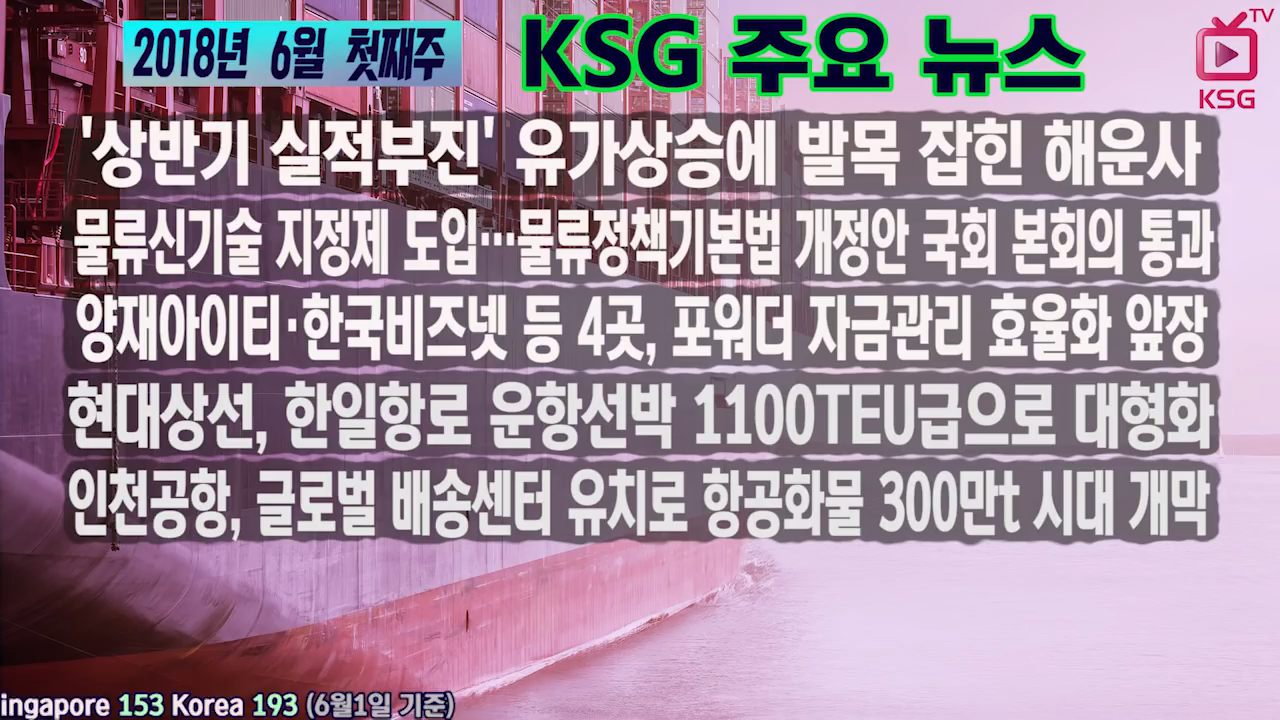 2018년 6월 첫째주
KSG 주요 뉴스
TV
KSG
'상반기 실적부진' 유가상승에 발목 잡힌 해운사
물류신기술 지정제 도입…물류정책기본법 개정안 국회 본회의 통과
양재아이티·한국비즈넷 등 4곳, 포워더 자금관리 효율화 앞장
현대상선, 한일항로 운항선박 1100TEU급으로 대형화
인천공항, 글로벌 배송센터 유치로 항공화물 300만t 시대 개막
ingapore 153 Korea 193 (6월1일 기준)